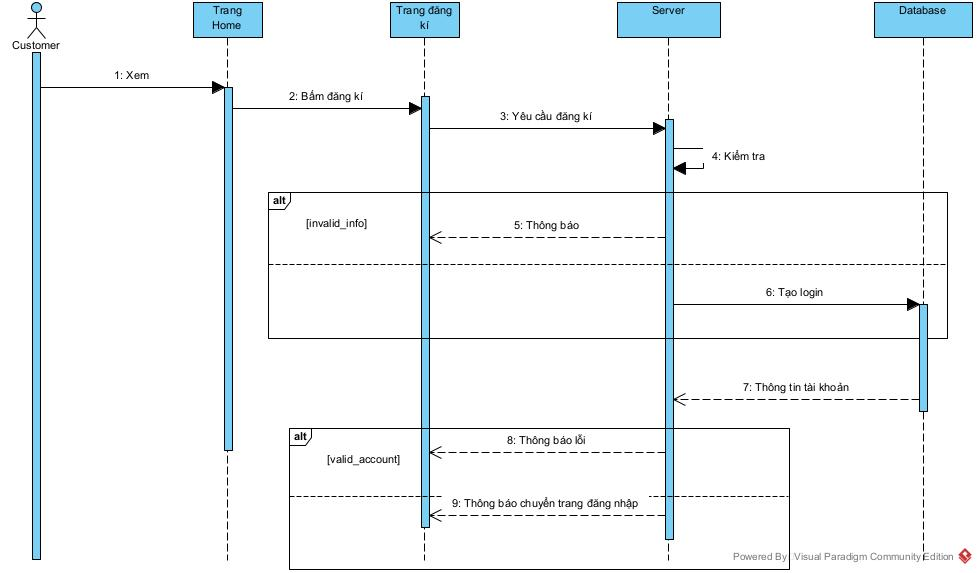 Trang
Home
Trang đăng
kí
Server
Database
Customer
1: Xem
2: Bấm đăng kí
3: Yêu cầu đăng kí
4: Kiểm tra
alt
[invalid_info]
5: Thông báo
6: Tạo login
7: Thông tin tài khoản
alt
8: Thông báo lỗi
[valid_account]
9: Thông báo chuyển trang đăng nhập
Powered By Visual Paradigm Community Edition